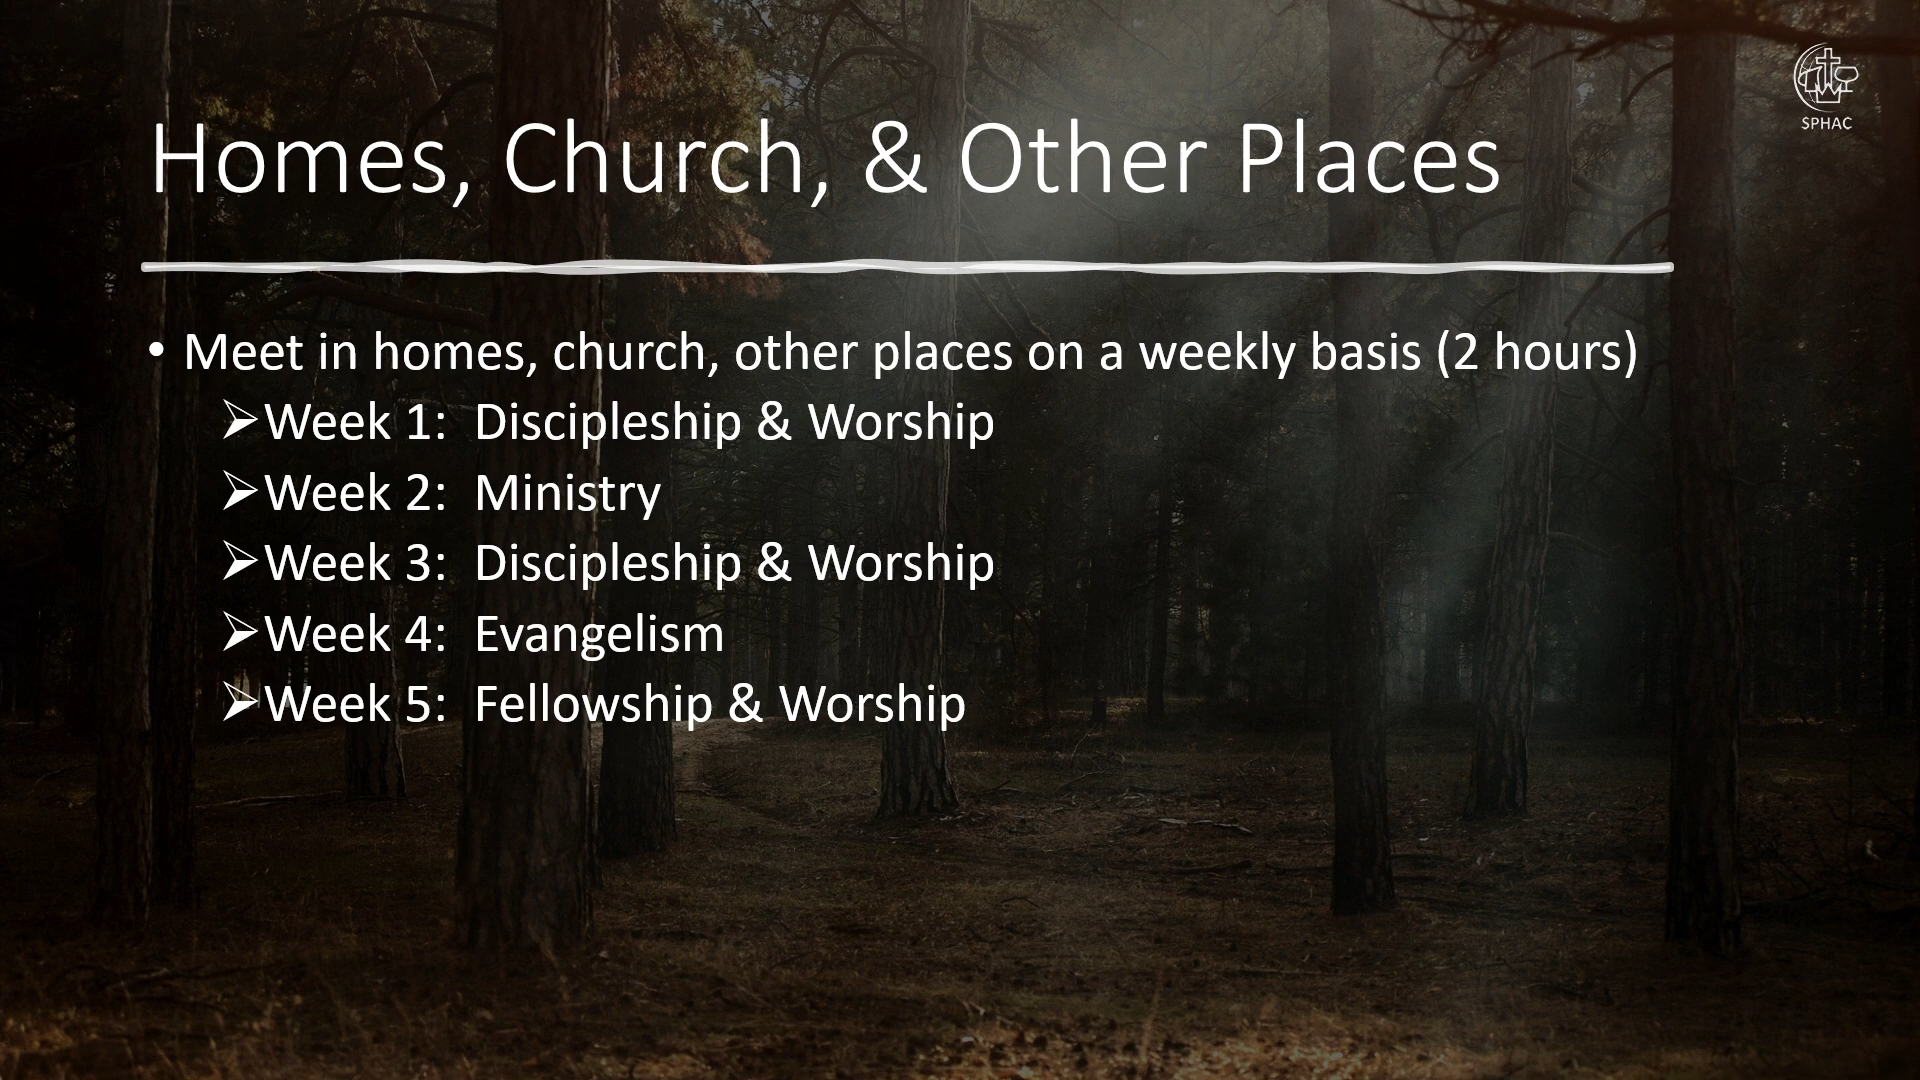 SPHAC
Homes, Church, & Other Places
• Meet in homes, church, other places on a weekly basis (2 hours)
➢Week 1: Discipleship & Worship
➢Week 2: Ministry
➢Week 3: Discipleship & Worship
➢Week 4: Evangelism
➢Week 5: Fellowship & Worship